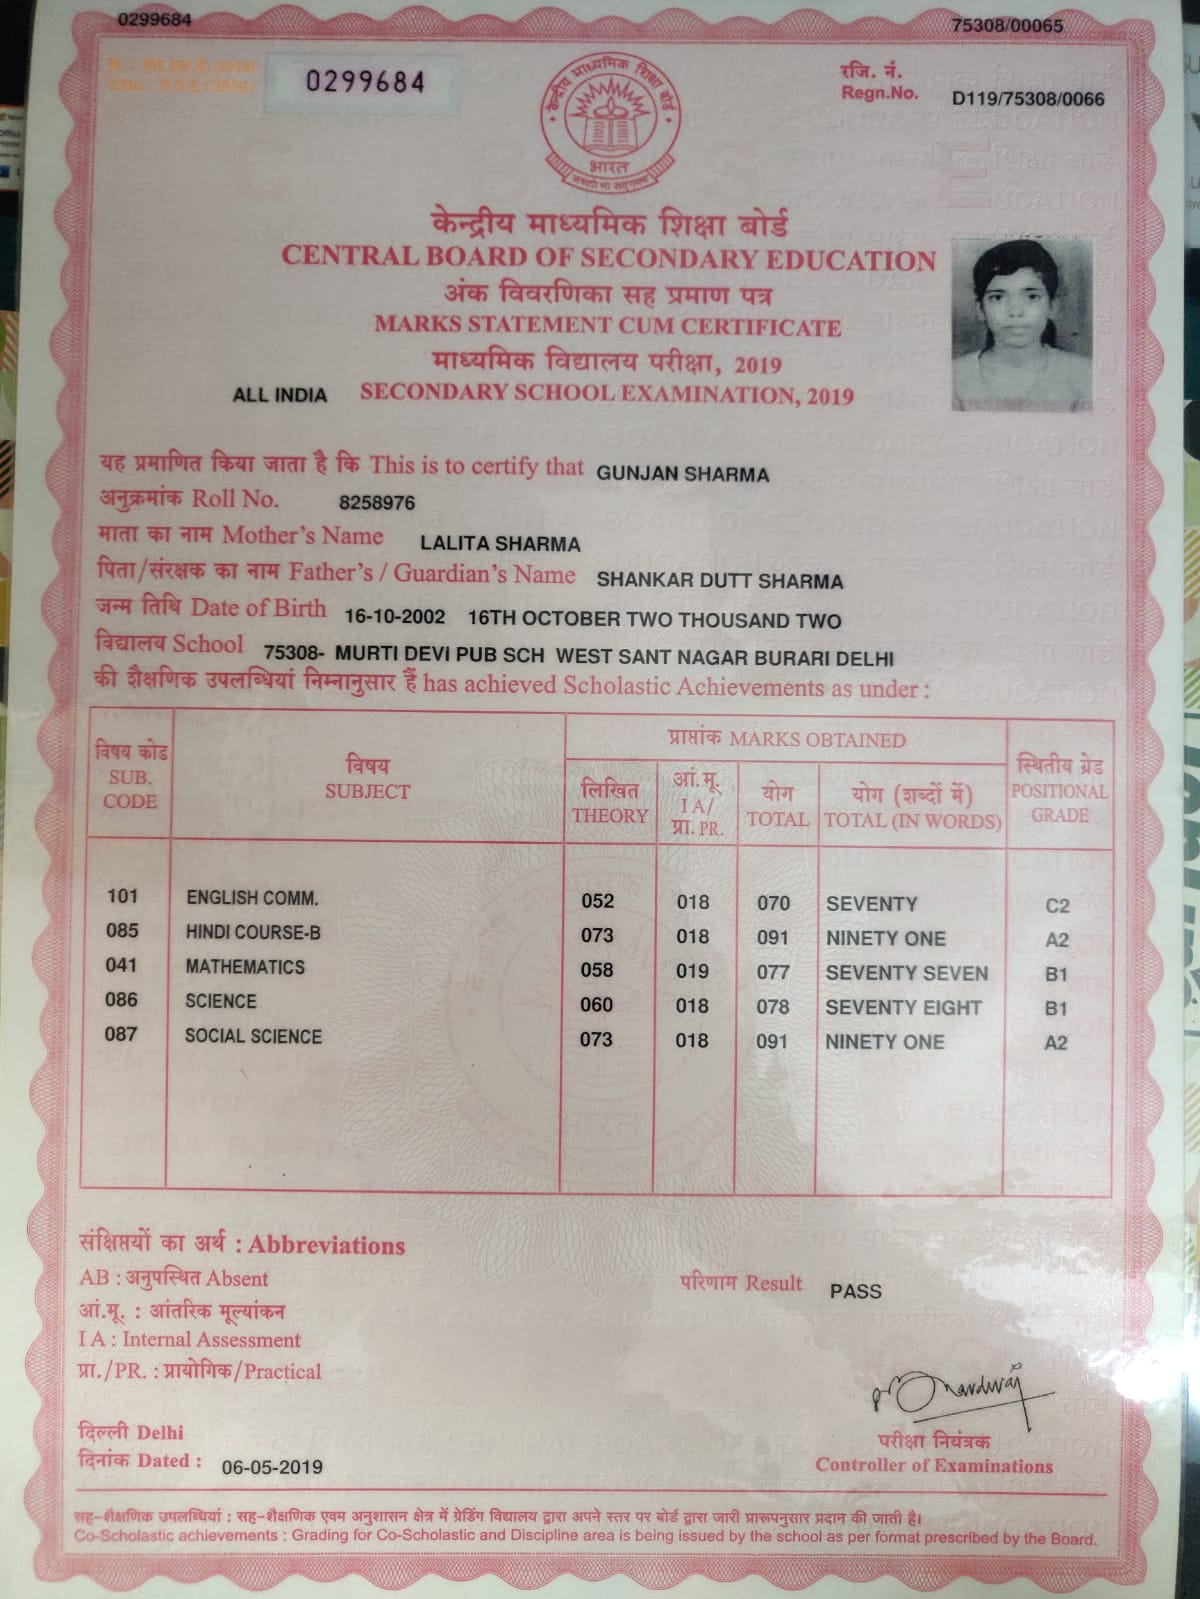 0299684
75308/00065
0299684
रजि. नं.
Regn.No. D119/75308/0066
केन्द्रीय माध्यमिक शिक्षा बोर्ड
भारत
असतो मा सद्गमय
केन्द्रीय माध्यमिक शिक्षा बोर्ड
CENTRAL BOARD OF SECONDARY EDUCATION
अंक विवरणिका सह प्रमाण पत्र
MARKS STATEMENT CUM CERTIFICATE
माध्यमिक विद्यालय परीक्षा, 2019
ALL INDIA SECONDARY SCHOOL EXAMINATION, 2019
यह प्रमाणित किया जाता है कि This is to certify that GUNJAN SHARMA
अनुक्रमांक Roll No. 8258976
माता का नाम Mother's Name LALITA SHARMA
पिता/संरक्षक का नाम Father's / Guardian's Name SHANKAR DUTT SHARMA
जन्म तिथि Date of Birth 16-10-2002 16TH OCTOBER TWO THOUSAND TWO
विद्यालय School 75308- MURTI DEVI PUB SCH WEST SANT NAGAR BURARI DELHI
की शैक्षणिक उपलब्धियां निम्नानुसार हैं has achieved Scholastic Achievements as under :
विषय कोड
SUB.
CODE
विषय
SUBJECT
प्राप्तांक MARKS OBTAINED
लिखित
THEORY
आं.मू.
I A/
प्रा. PR.
योग
TOTAL
योग (शब्दों में)
TOTAL (IN WORDS)
स्थितीय ग्रेड
POSITIONAL
GRADE
101 ENGLISH COMM. 052 018 070 SEVENTY C2
085 HINDI COURSE-B 073 018 091 NINETY ONE A2
041 MATHEMATICS 058 019 077 SEVENTY SEVEN B1
086 SCIENCE 060 018 078 SEVENTY EIGHT B1
087 SOCIAL SCIENCE 073 018 091 NINETY ONE A2
संक्षिप्तियों का अर्थ : Abbreviations
AB : अनुपस्थित Absent
परिणाम Result PASS
आं.मू. : आंतरिक मूल्यांकन
I A : Internal Assessment
प्रा./PR. : प्रायोगिक/Practical
दिल्ली Delhi
दिनांक Dated : 06-05-2019
परीक्षा नियंत्रक
Controller of Examinations
सह-शैक्षणिक उपलब्धियां : सह-शैक्षणिक एवम अनुशासन क्षेत्र में ग्रेडिंग विद्यालय द्वारा अपने स्तर पर बोर्ड द्वारा जारी प्रारूपनुसार प्रदान की जाती है।
Co-Scholastic achievements : Grading for Co-Scholastic and Discipline area is being issued by the school as per format prescribed by the Board.